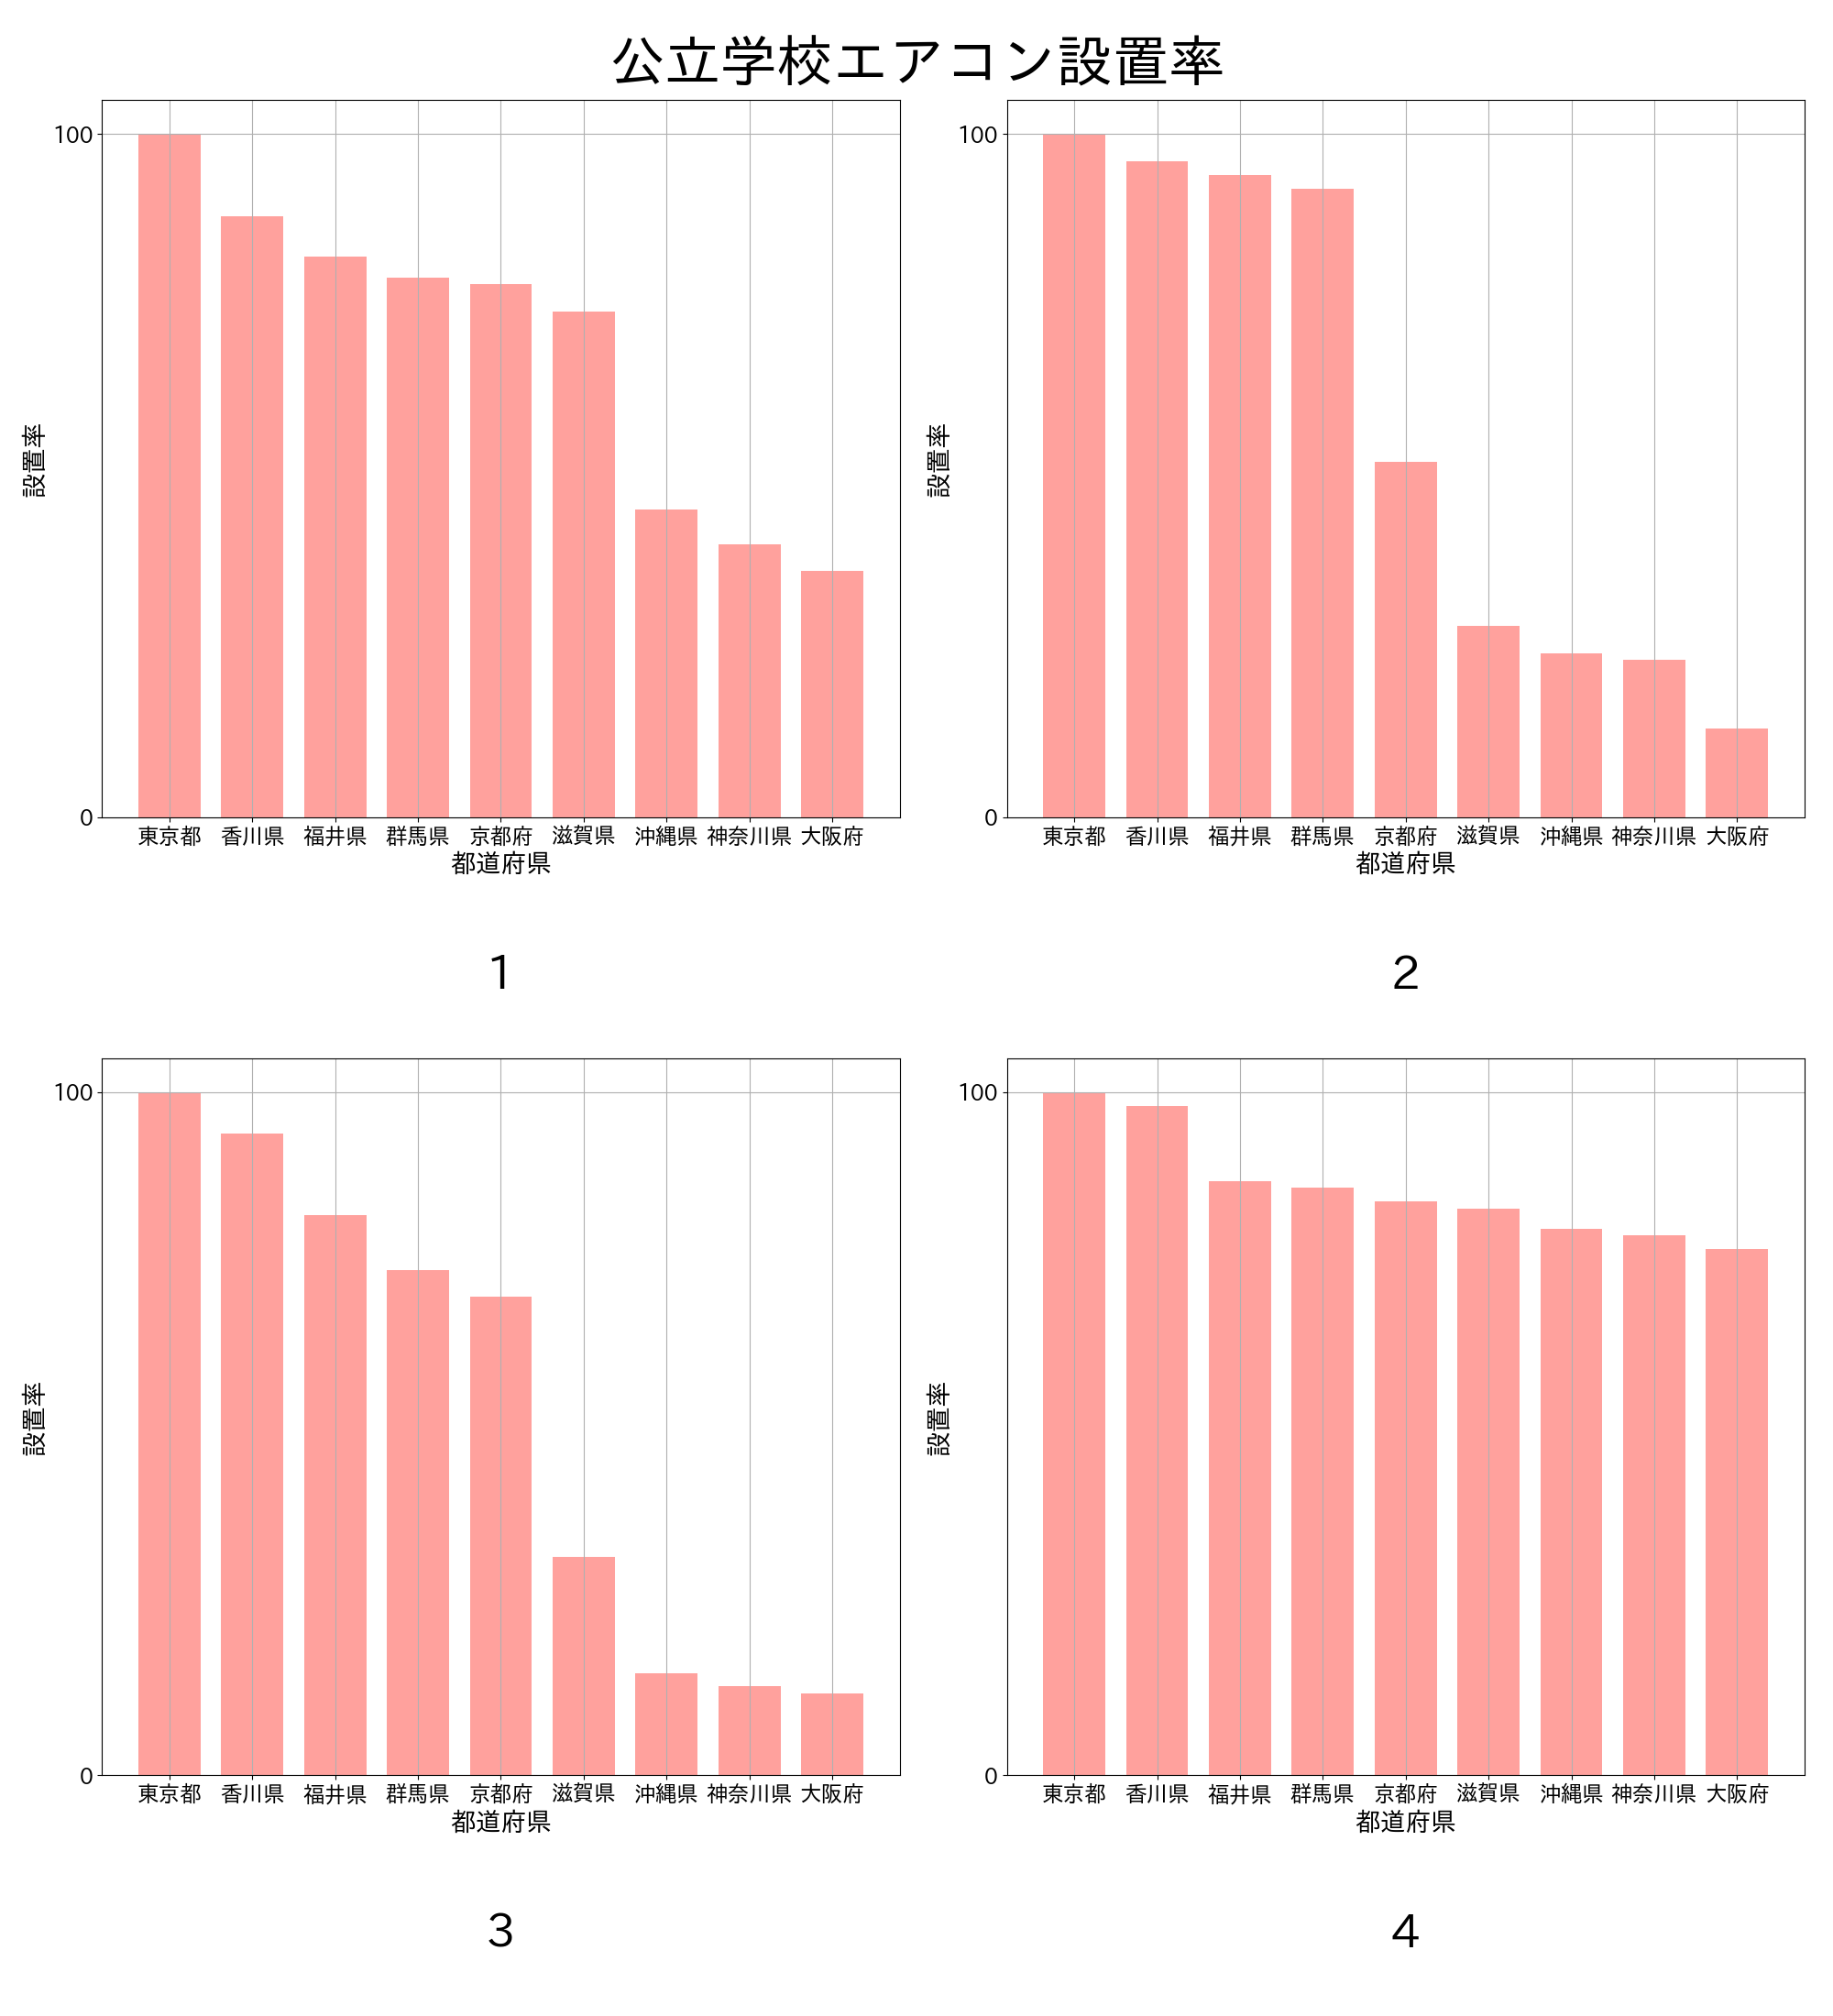 公立学校エアコン設置率
100
0
設置率
東京都 香川県 福井県 群馬県 京都府 滋賀県 沖縄県 神奈川県 大阪府
都道府県
1
100
0
設置率
東京都 香川県 福井県 群馬県 京都府 滋賀県 沖縄県 神奈川県 大阪府
都道府県
2
100
0
設置率
東京都 香川県 福井県 群馬県 京都府 滋賀県 沖縄県 神奈川県 大阪府
都道府県
3
100
0
設置率
東京都 香川県 福井県 群馬県 京都府 滋賀県 沖縄県 神奈川県 大阪府
都道府県
4